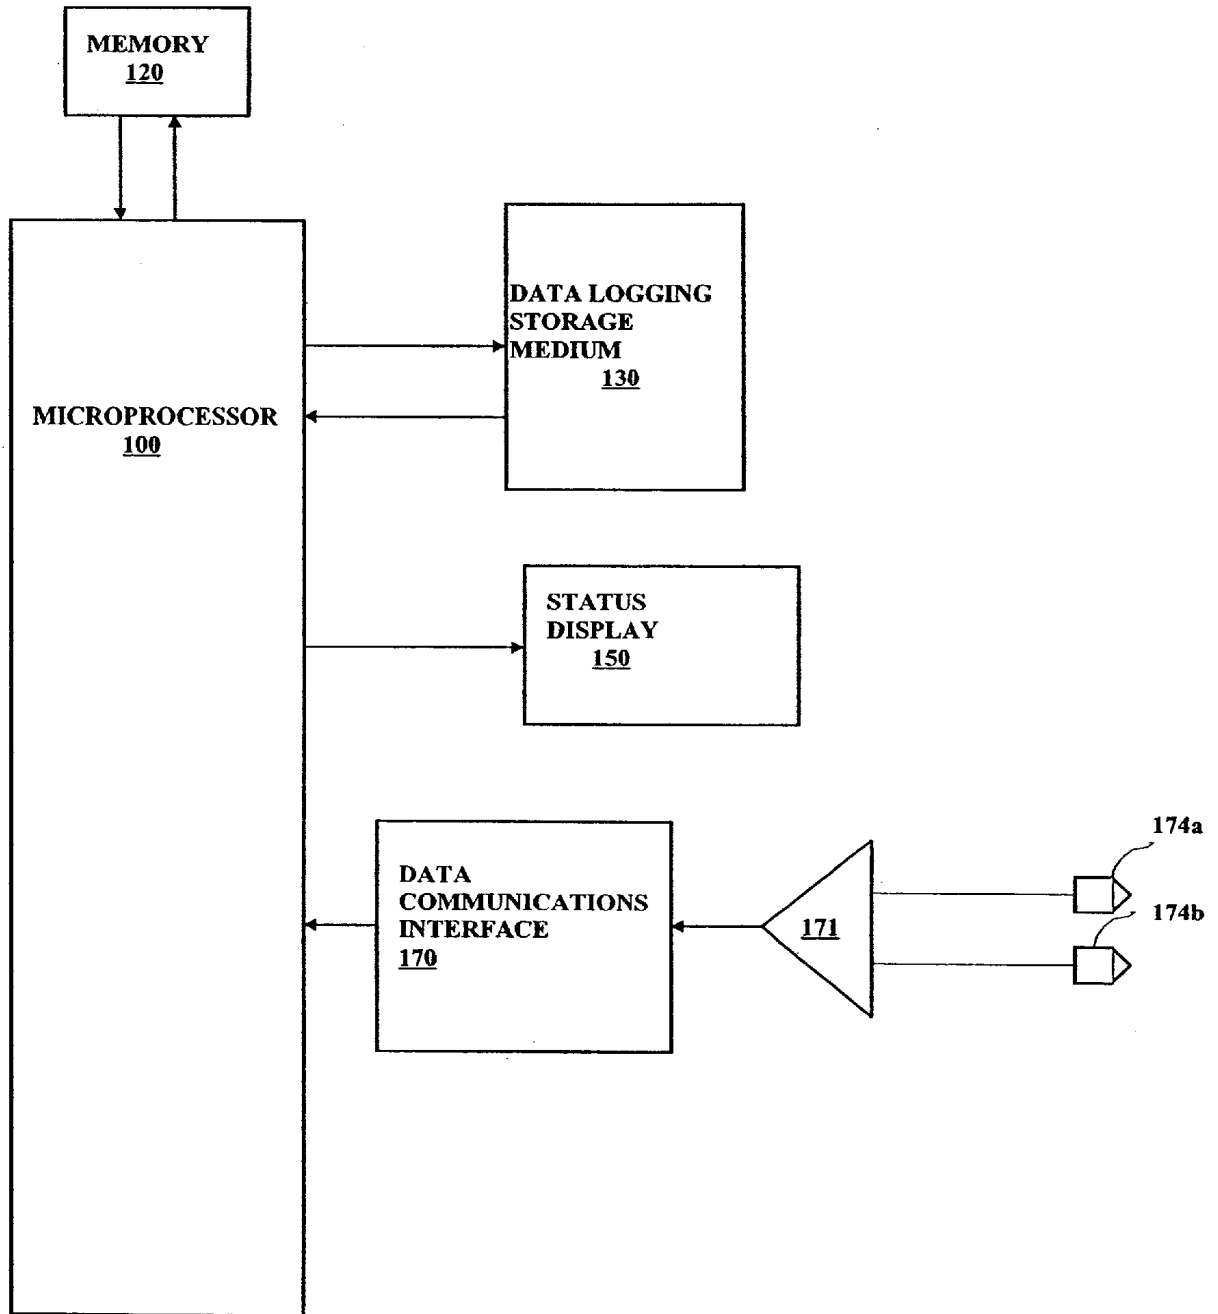 MEMORY
120
DATA LOGGING
STORAGE
MEDIUM
130
MICROPROCESSOR
100
STATUS
DISPLAY
150
174a
DATA
COMMUNICATIONS
INTERFACE
170
171
174b